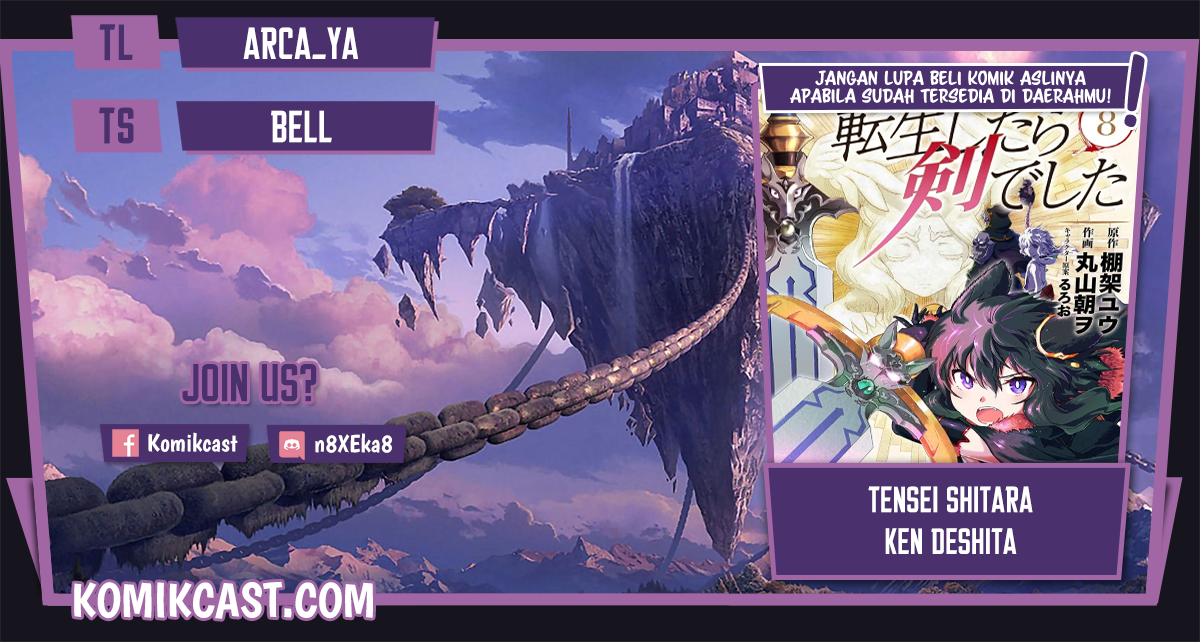 TL
ARCA_YA
TS
BELL
JANGAN LUPA BELI KOMIK ASLINYA
APABILA SUDAH TERSEDIA DI DAERAHMU!
転生したら
剣でした
8
原作 棚架ユウ
作画 丸山朝ヲ
キャラクター原案 るろお
JOIN US?
Komikcast
n8XEka8
TENSEI SHITARA
KEN DESHITA
KOMIKCAST.COM